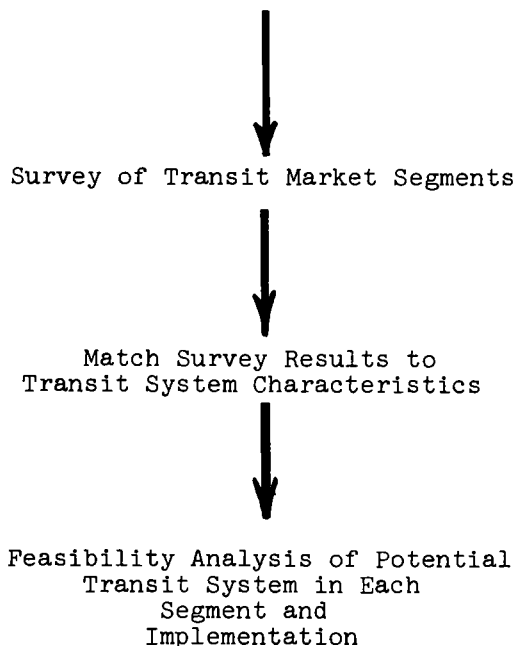 Survey of Transit Market Segments
Match Survey Results to
Transit System Characteristics
Feasibility Analysis of Potential
Transit System in Each
Segment and
Implementation